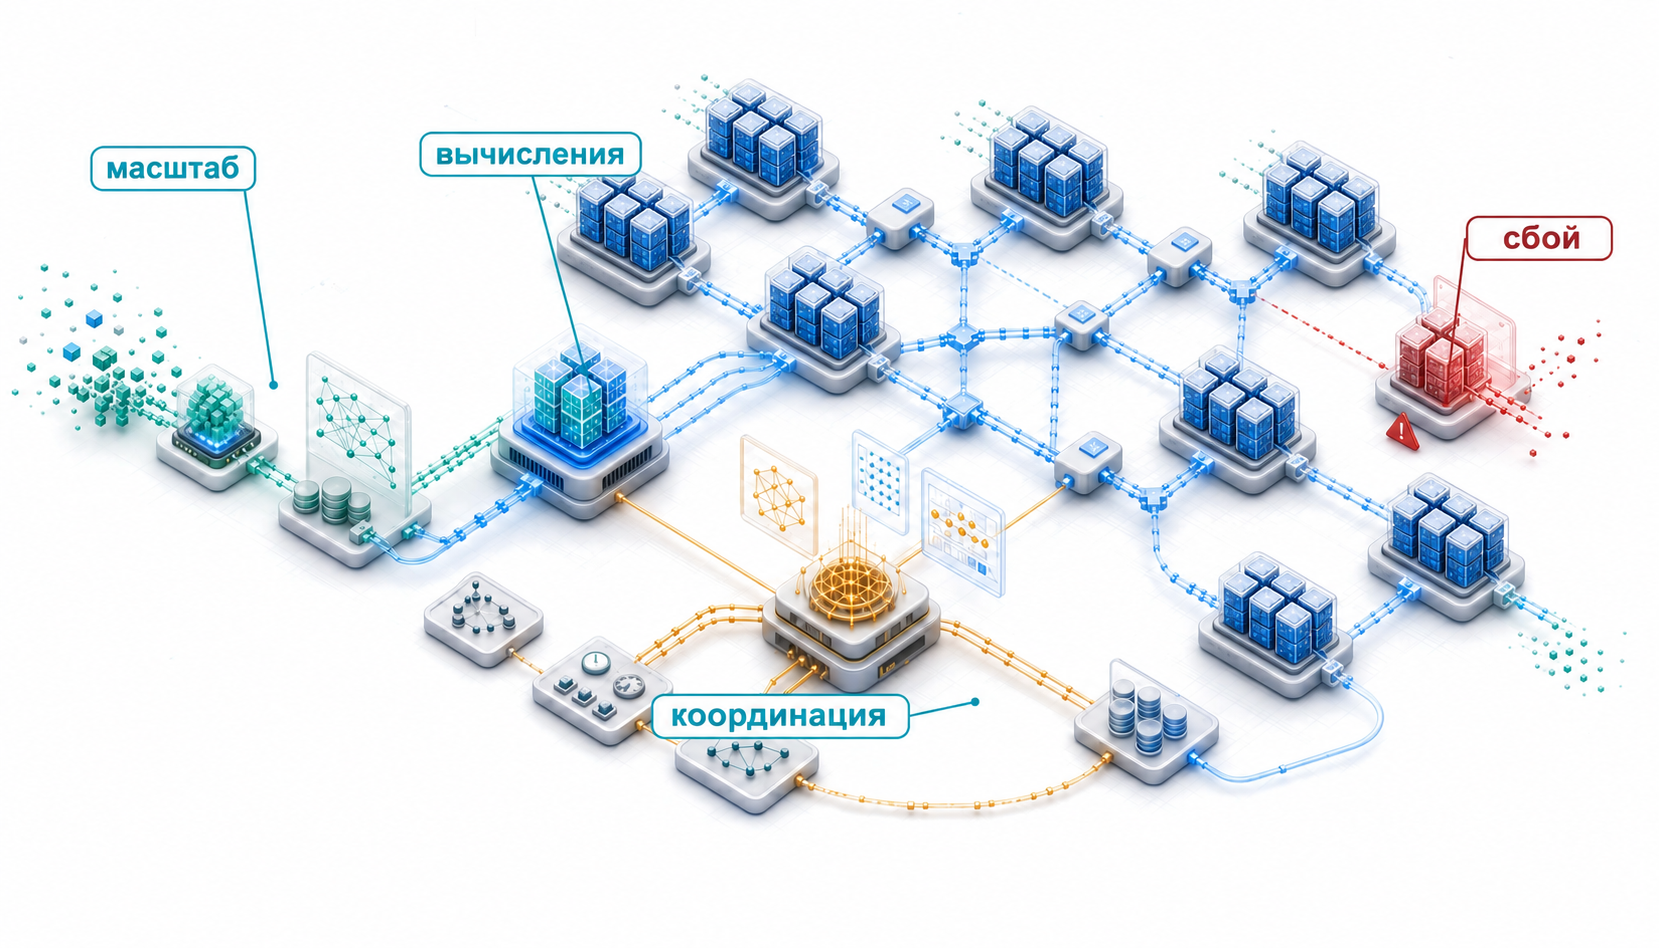 масштаб
вычисления
сбой
координация